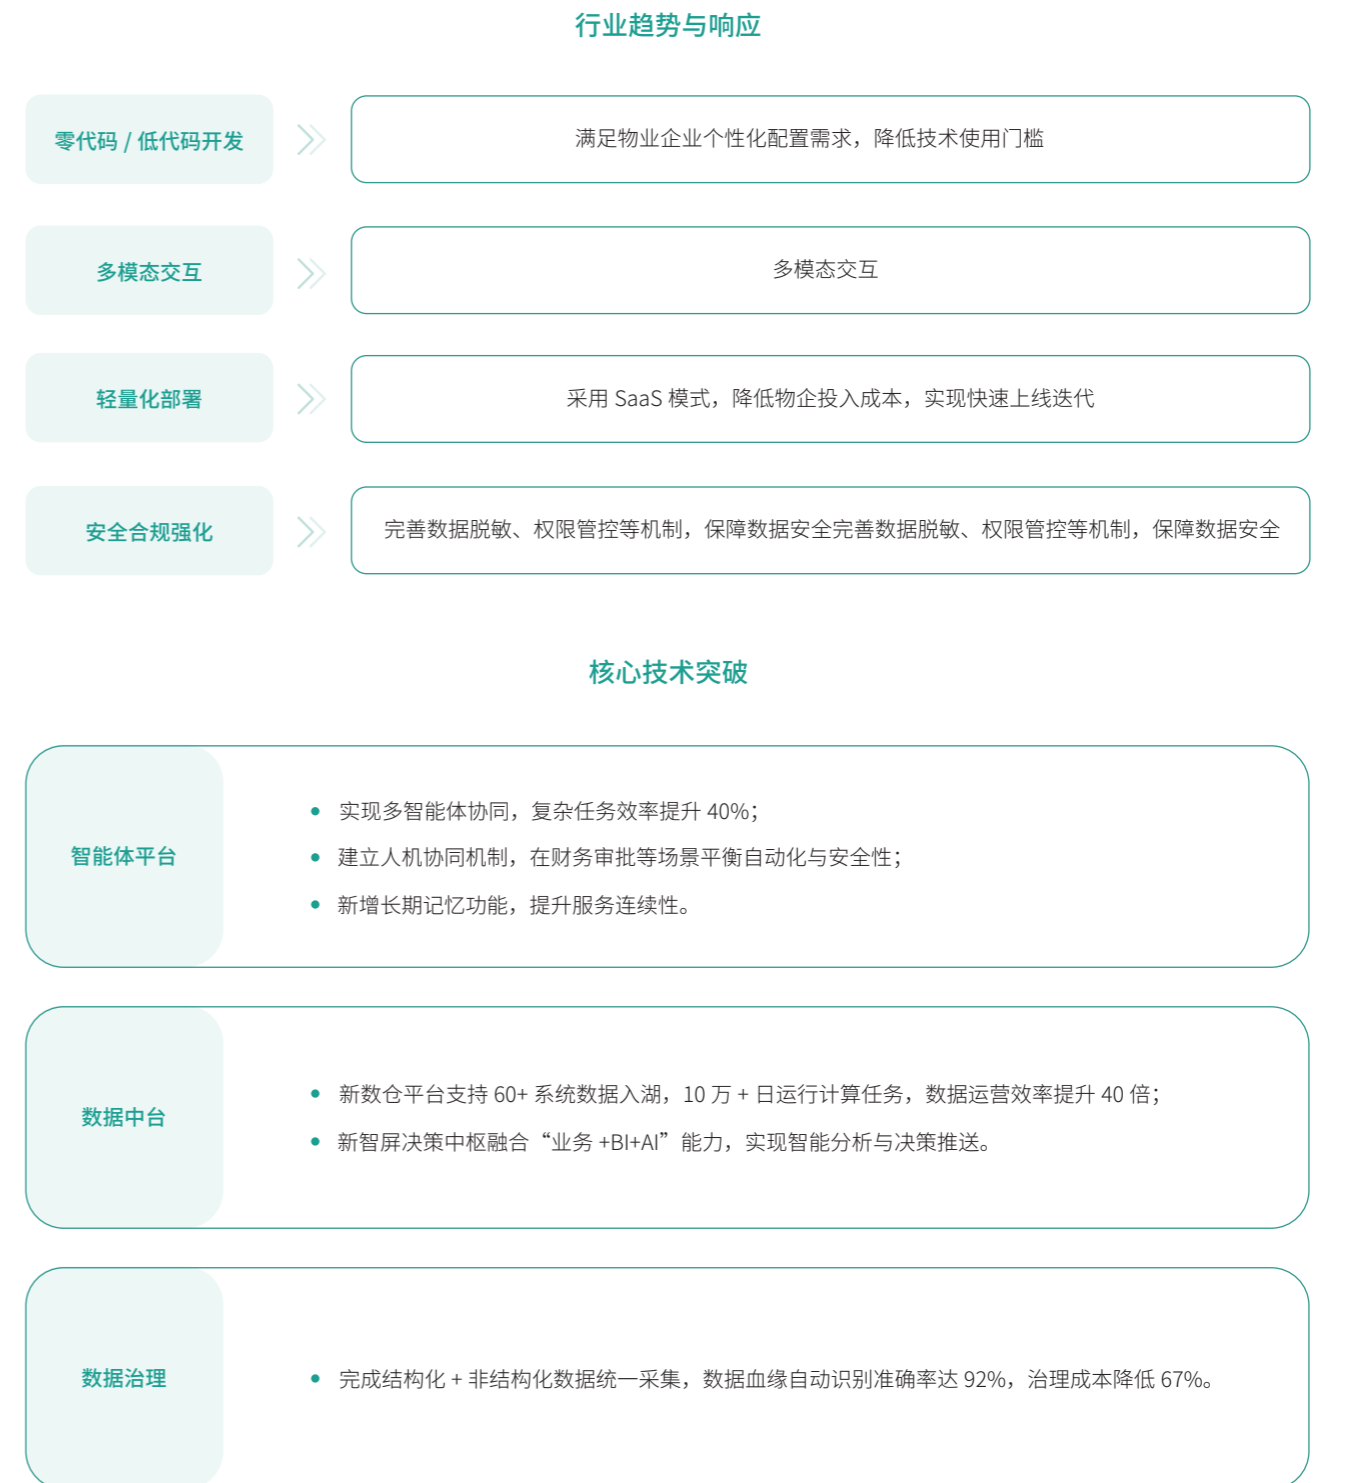 行业趋势与响应
零代码 / 低代码开发
满足物业企业个性化配置需求，降低技术使用门槛
多模态交互
多模态交互
轻量化部署
采用 SaaS 模式，降低物企投入成本，实现快速上线迭代
安全合规强化
完善数据脱敏、权限管控等机制，保障数据安全完善数据脱敏、权限管控等机制，保障数据安全
核心技术突破
智能体平台
• 实现多智能体协同，复杂任务效率提升 40%；
• 建立人机协同机制，在财务审批等场景平衡自动化与安全性；
• 新增长期记忆功能，提升服务连续性。
数据中台
• 新数仓平台支持 60+ 系统数据入湖，10 万 + 日运行计算任务，数据运营效率提升 40 倍；
• 新智屏决策中枢融合“业务 +BI+AI”能力，实现智能分析与决策推送。
数据治理
• 完成结构化 + 非结构化数据统一采集，数据血缘自动识别准确率达 92%，治理成本降低 67%。